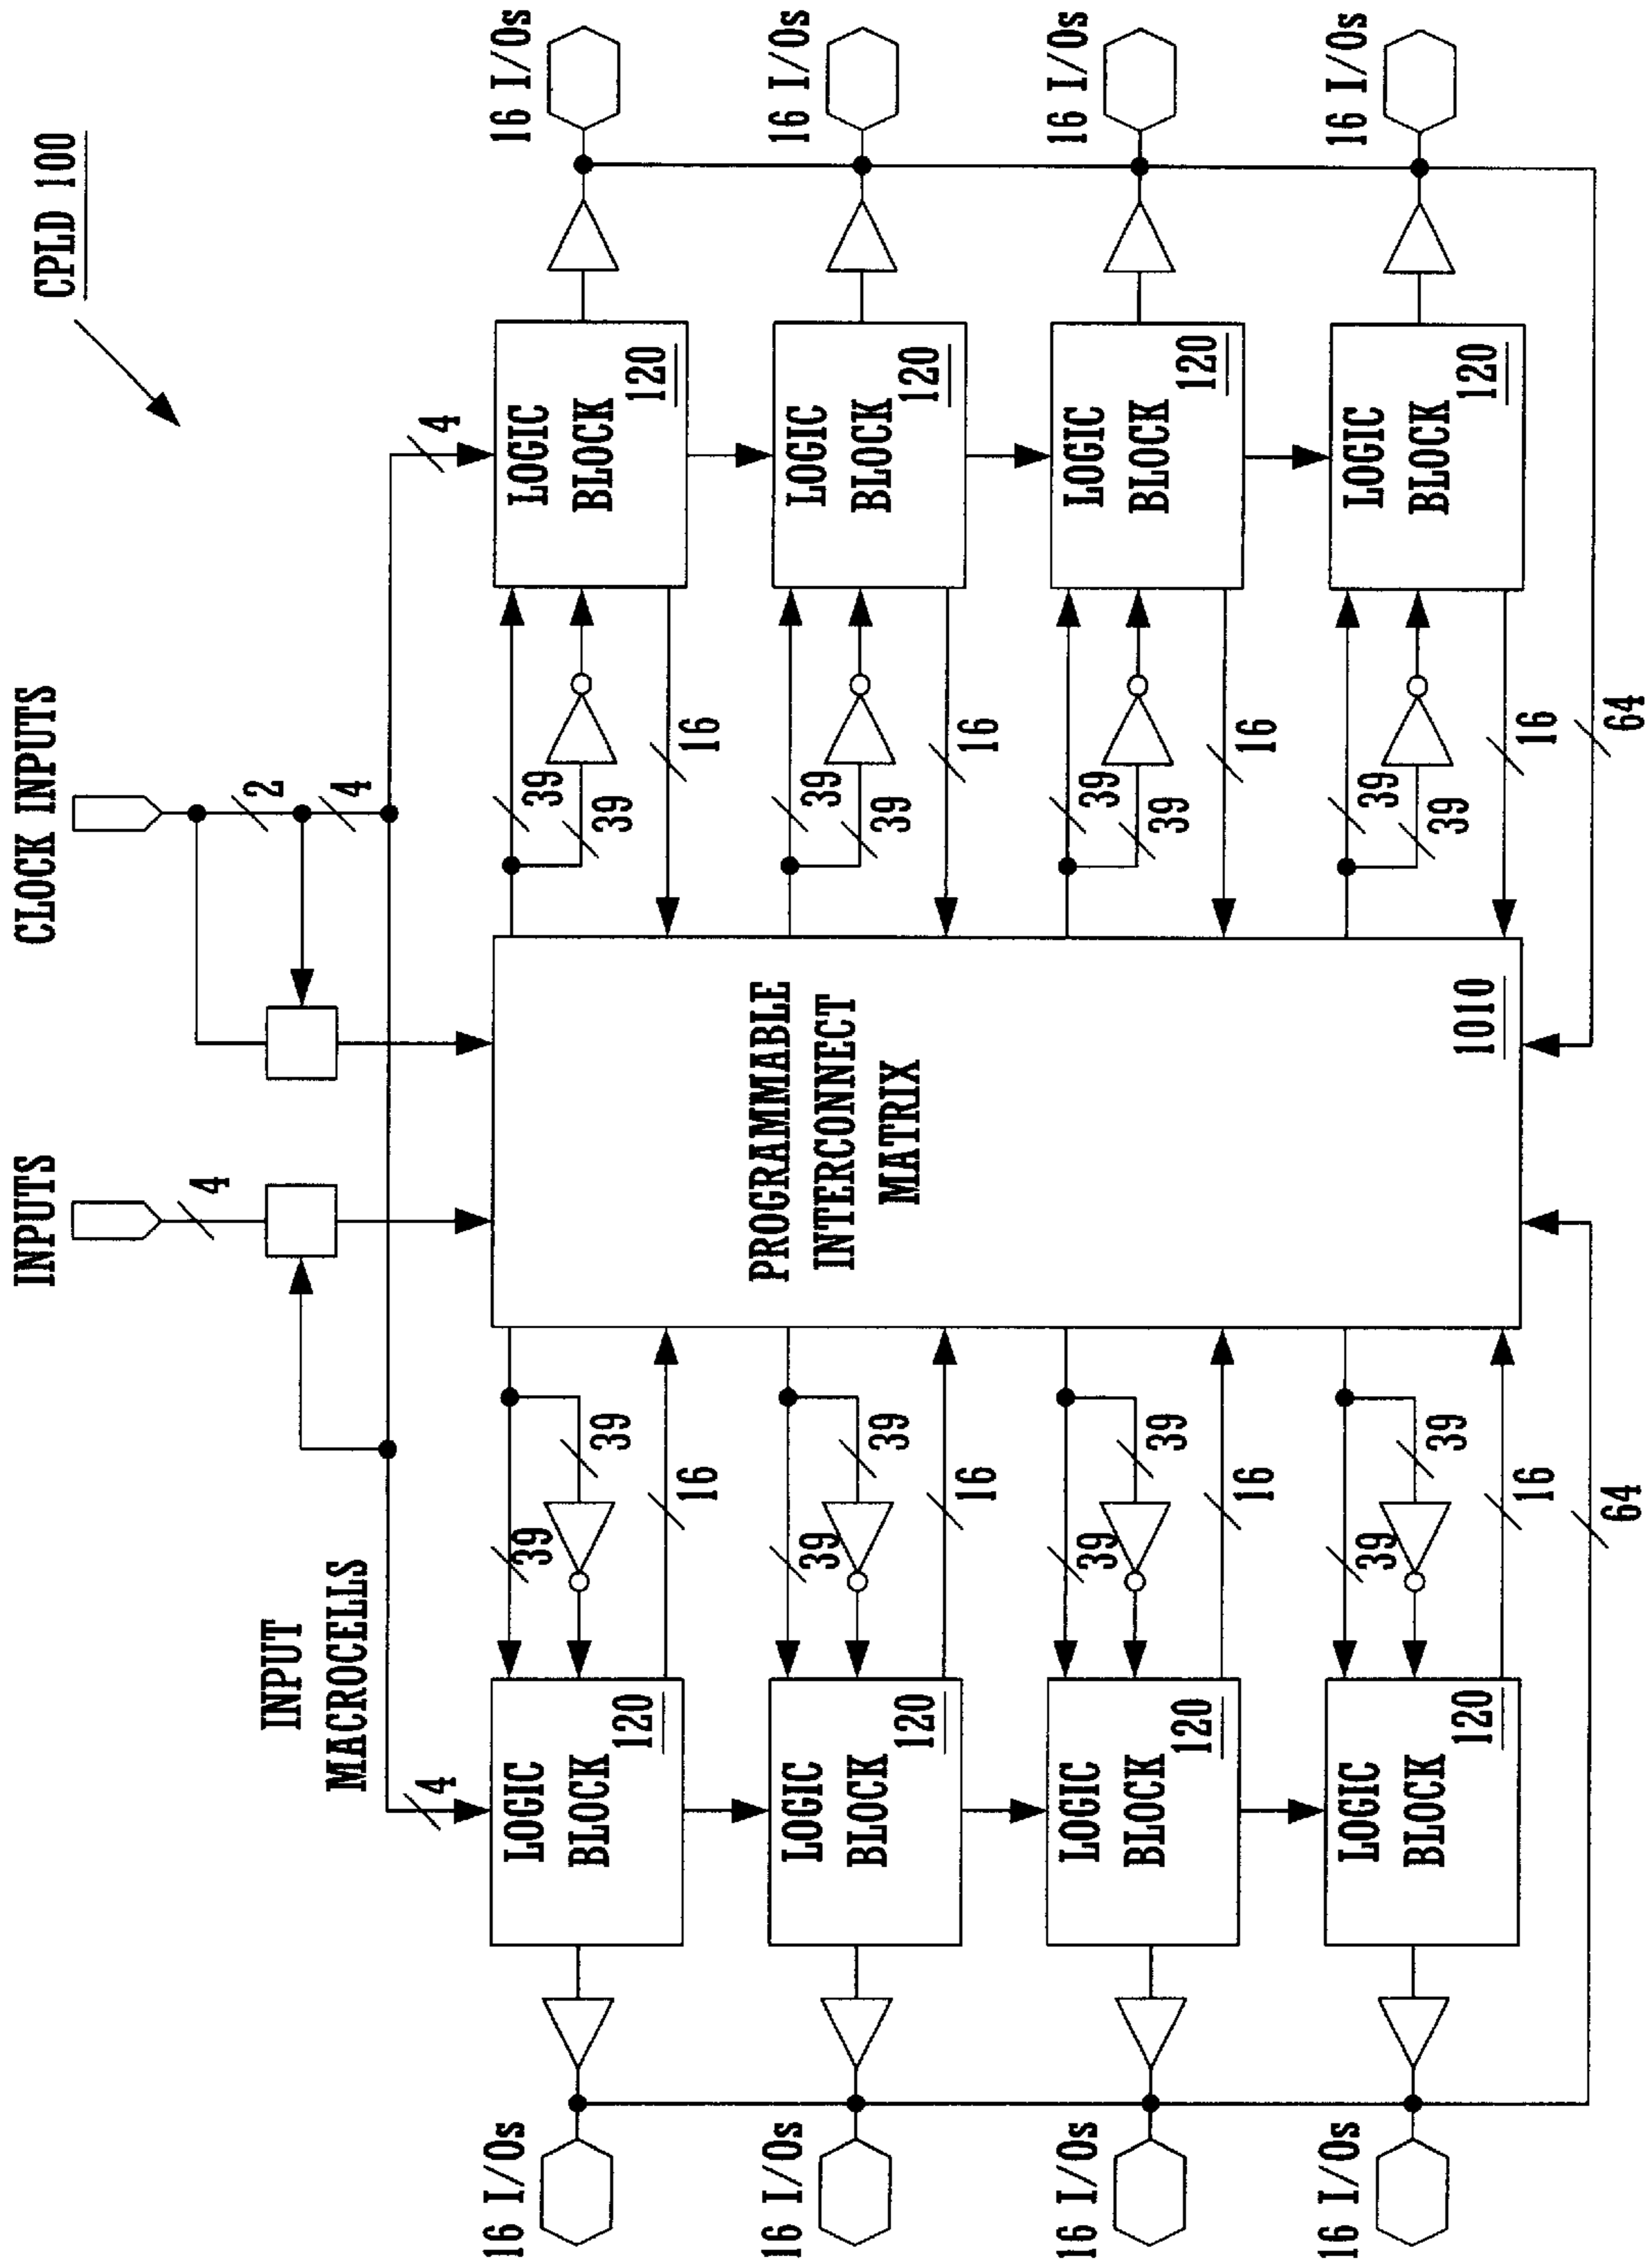 CPLD 100
INPUTS
CLOCK INPUTS
4
2
4
INPUT
MACROCELLS
4
4
16 I/Os
LOGIC
BLOCK
120
39
39
16
39
39
16
LOGIC
BLOCK
120
16 I/Os
16 I/Os
LOGIC
BLOCK
120
39
39
16
PROGRAMMABLE
INTERCONNECT
MATRIX
39
39
16
LOGIC
BLOCK
120
16 I/Os
16 I/Os
LOGIC
BLOCK
120
39
39
16
39
39
16
LOGIC
BLOCK
120
16 I/Os
16 I/Os
LOGIC
BLOCK
120
39
39
16
1010
39
39
16
LOGIC
BLOCK
120
16 I/Os
64
64